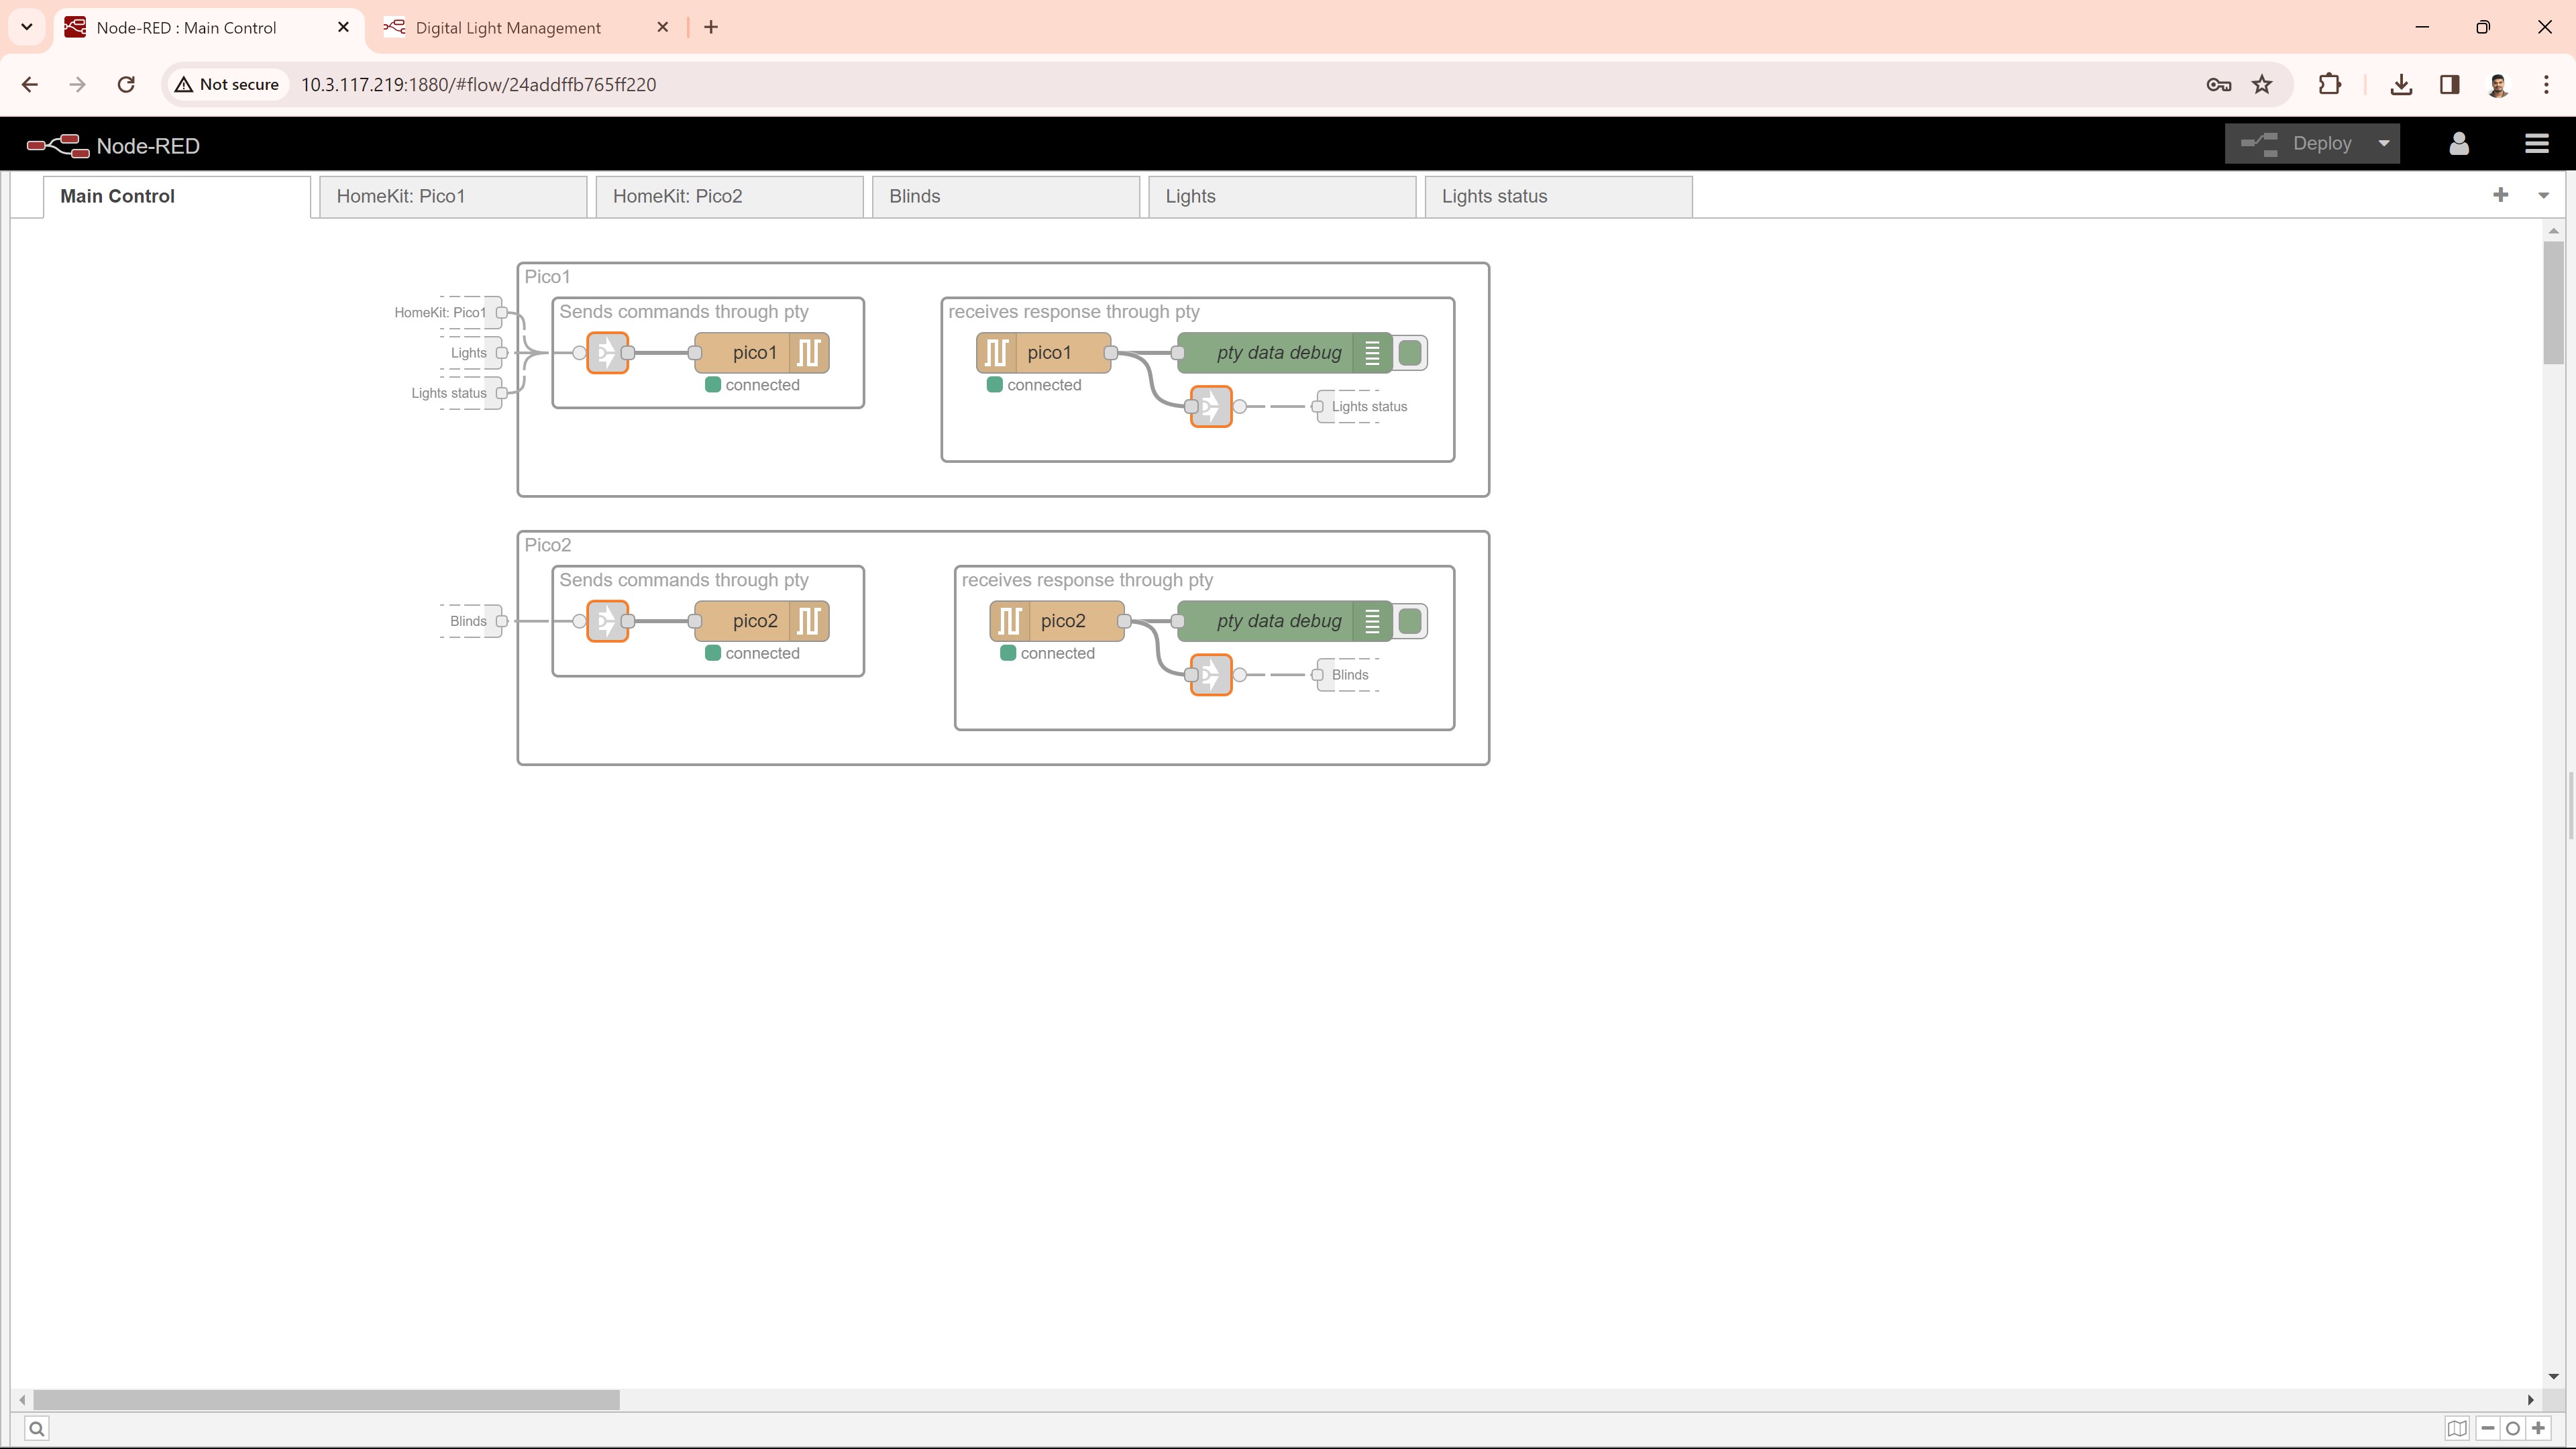 Node-RED : Main Control
Digital Light Management
Not secure
10.3.117.219:1880/#flow/24addffb765ff220
Node-RED
Deploy
Main Control
HomeKit: Pico1
HomeKit: Pico2
Blinds
Lights
Lights status
Pico1
HomeKit: Pico1
Lights
Lights status
Sends commands through pty
pico1
connected
receives response through pty
pico1
connected
pty data debug
Lights status
Pico2
Blinds
Sends commands through pty
pico2
connected
receives response through pty
pico2
connected
pty data debug
Blinds